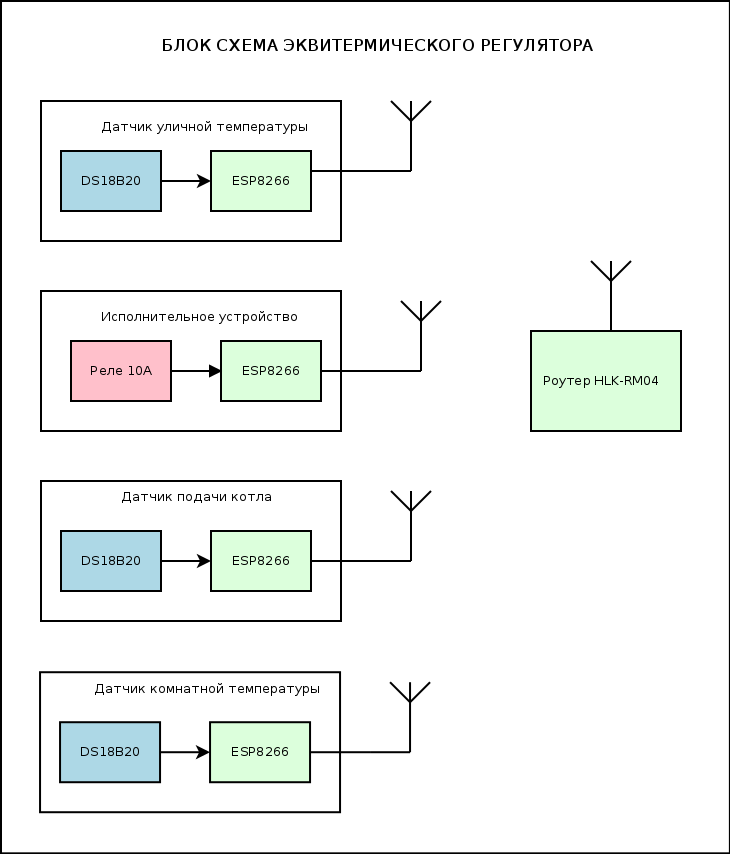 БЛОК СХЕМА ЭКВИТЕРМИЧЕСКОГО РЕГУЛЯТОРА
Датчик уличной температуры
DS18B20
ESP8266
Исполнительное устройство
Реле 10А
ESP8266
Роутер HLK-RM04
Датчик подачи котла
DS18B20
ESP8266
Датчик комнатной температуры
DS18B20
ESP8266